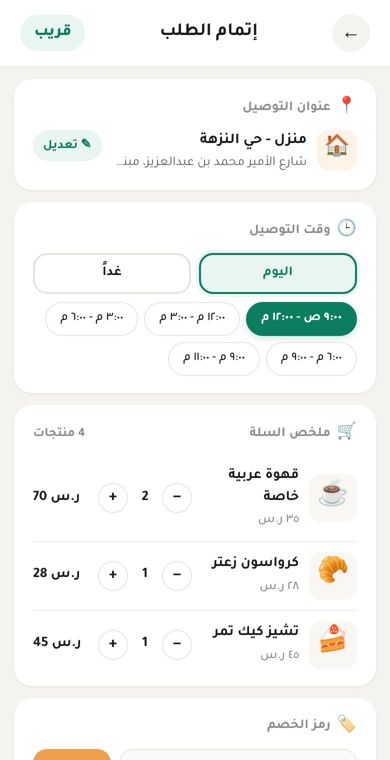 ←
إتمام الطلب
قريب
عنوان التوصيل
منزل - حي النزهة
شارع الأمير محمد بن عبدالعزيز، مبنـ...
✎ تعديل
وقت التوصيل
اليوم
غداً
٩:٠٠ ص - ١٢:٠٠ م
١٢:٠٠ م - ٣:٠٠ م
٣:٠٠ م - ٦:٠٠ م
٦:٠٠ م - ٩:٠٠ م
٩:٠٠ م - ١١:٠٠ م
ملخص السلة
4 منتجات
قهوة عربية
خاصة
٣٥ ر.س
− 2 +
ر.س 70
كرواسون زعتر
٢٨ ر.س
− 1 +
ر.س 28
تشيز كيك تمر
٤٥ ر.س
− 1 +
ر.س 45
رمز الخصم